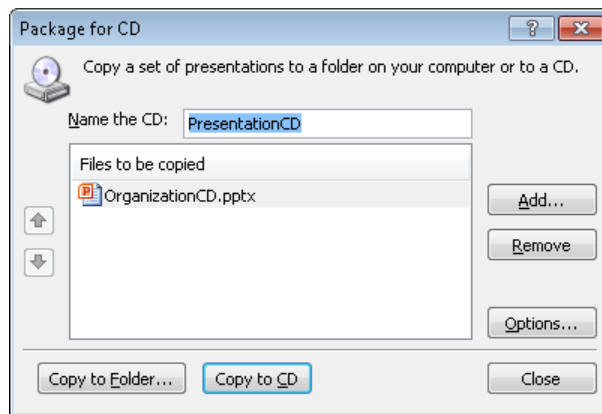 Package for CD
Copy a set of presentations to a folder on your computer or to a CD.
Name the CD: PresentationCD
Files to be copied
OrganizationCD.pptx
Add...
Remove
Options...
Copy to Folder... Copy to CD Close